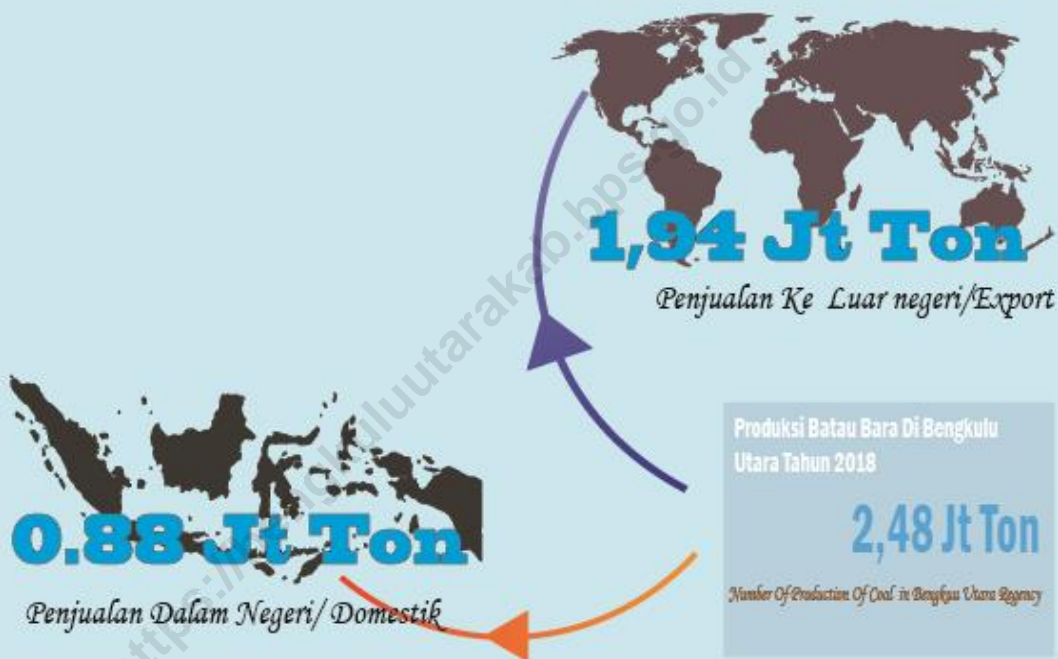 1,94 Jt Ton
Penjualan Ke Luar negeri/Export
0.88 Jt Ton
Penjualan Dalam Negeri/ Domestik
Produksi Batau Bara Di Bengkulu
Utara Tahun 2018
2,48 Jt Ton
Number Of Production Of Coal in Bengkuu Utara Regency